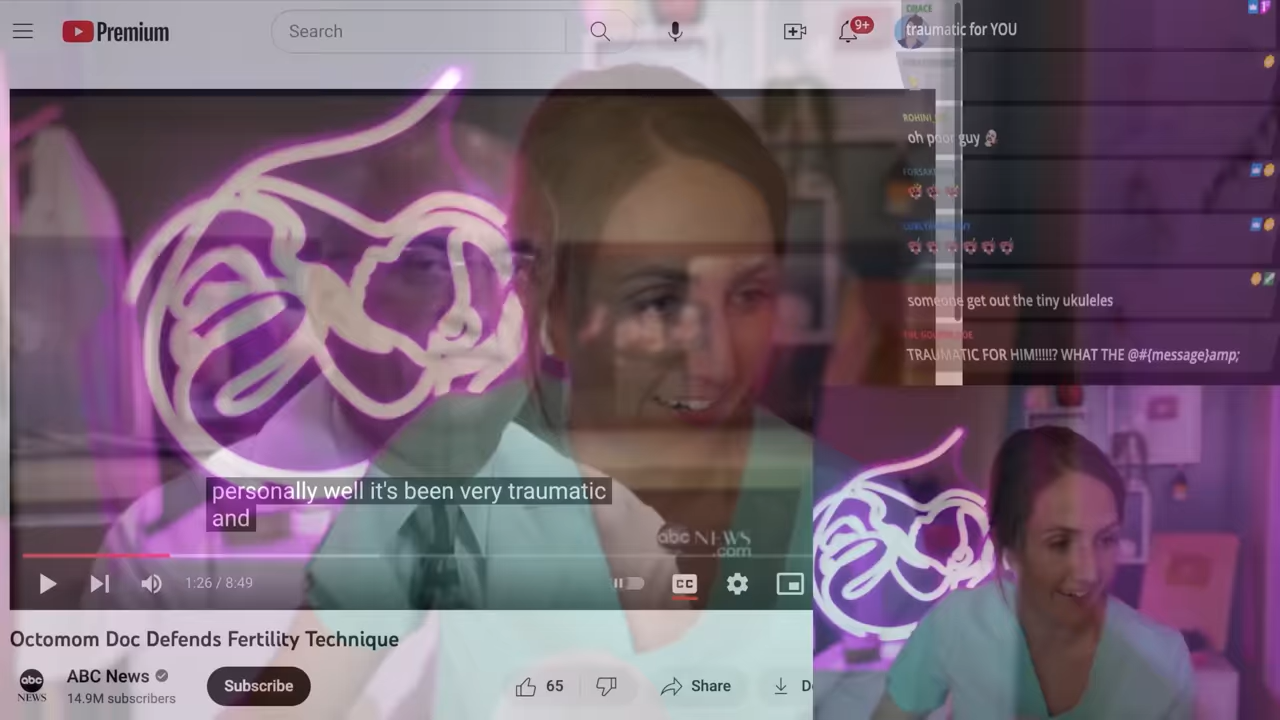 Premium
Search
9+
GRACE
traumatic for YOU
oh poor guy
someone get out the tiny ukuleles
TRAUMATIC FOR HIM!!!!!? WHAT THE @#{message}amp;
personally well it's been very traumatic
and
abc NEWS
.com
1:26 / 8:49
CC
Octomom Doc Defends Fertility Technique
abc
NEWS
ABC News
14.9M subscribers
Subscribe
65
Share